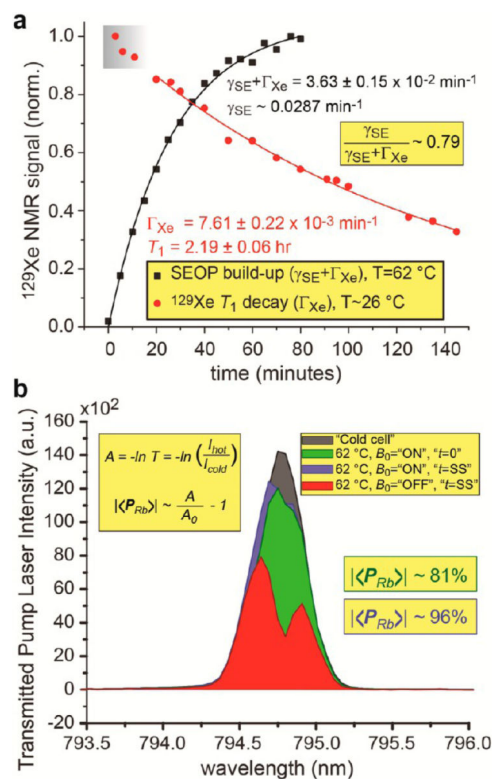 a
¹²⁹Xe NMR signal (norm.)
1.0
0.8
0.6
0.4
0.2
0.0
γSE+ΓXe = 3.63 ± 0.15 x 10⁻² min⁻¹
γSE ~ 0.0287 min⁻¹
γSE
γSE+ΓXe
~ 0.79
ΓXe = 7.61 ± 0.22 x 10⁻³ min⁻¹
T₁ = 2.19 ± 0.06 hr
SEOP build-up (γSE+ΓXe), T=62 °C
¹²⁹Xe T₁ decay (ΓXe), T~26 °C
0 20 40 60 80 100 120 140
time (minutes)
b
Transmitted Pump Laser Intensity (a.u.)
x10²
160
140
120
100
80
60
40
20
0
-20
A = -ln T = -ln (Ihot/Icold)
|⟨PRb⟩| ~ A/A₀ - 1
"Cold cell"
62 °C, B₀="ON", "t=0"
62 °C, B₀="ON", "t=SS"
62 °C, B₀="OFF", "t=SS"
|⟨PRb⟩| ~ 81%
|⟨PRb⟩| ~ 96%
793.5 794.0 794.5 795.0 795.5 796.0
wavelength (nm)